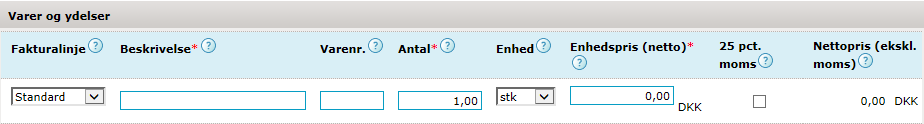 Varer og ydelser
Fakturalinje ? Beskrivelse* ? Varenr. ? Antal* ? Enhed ? Enhedspris (netto)* ? 25 pct. moms ? Nettopris (ekskl. moms) ?
Standard 1,00 stk 0,00 DKK 0,00 DKK